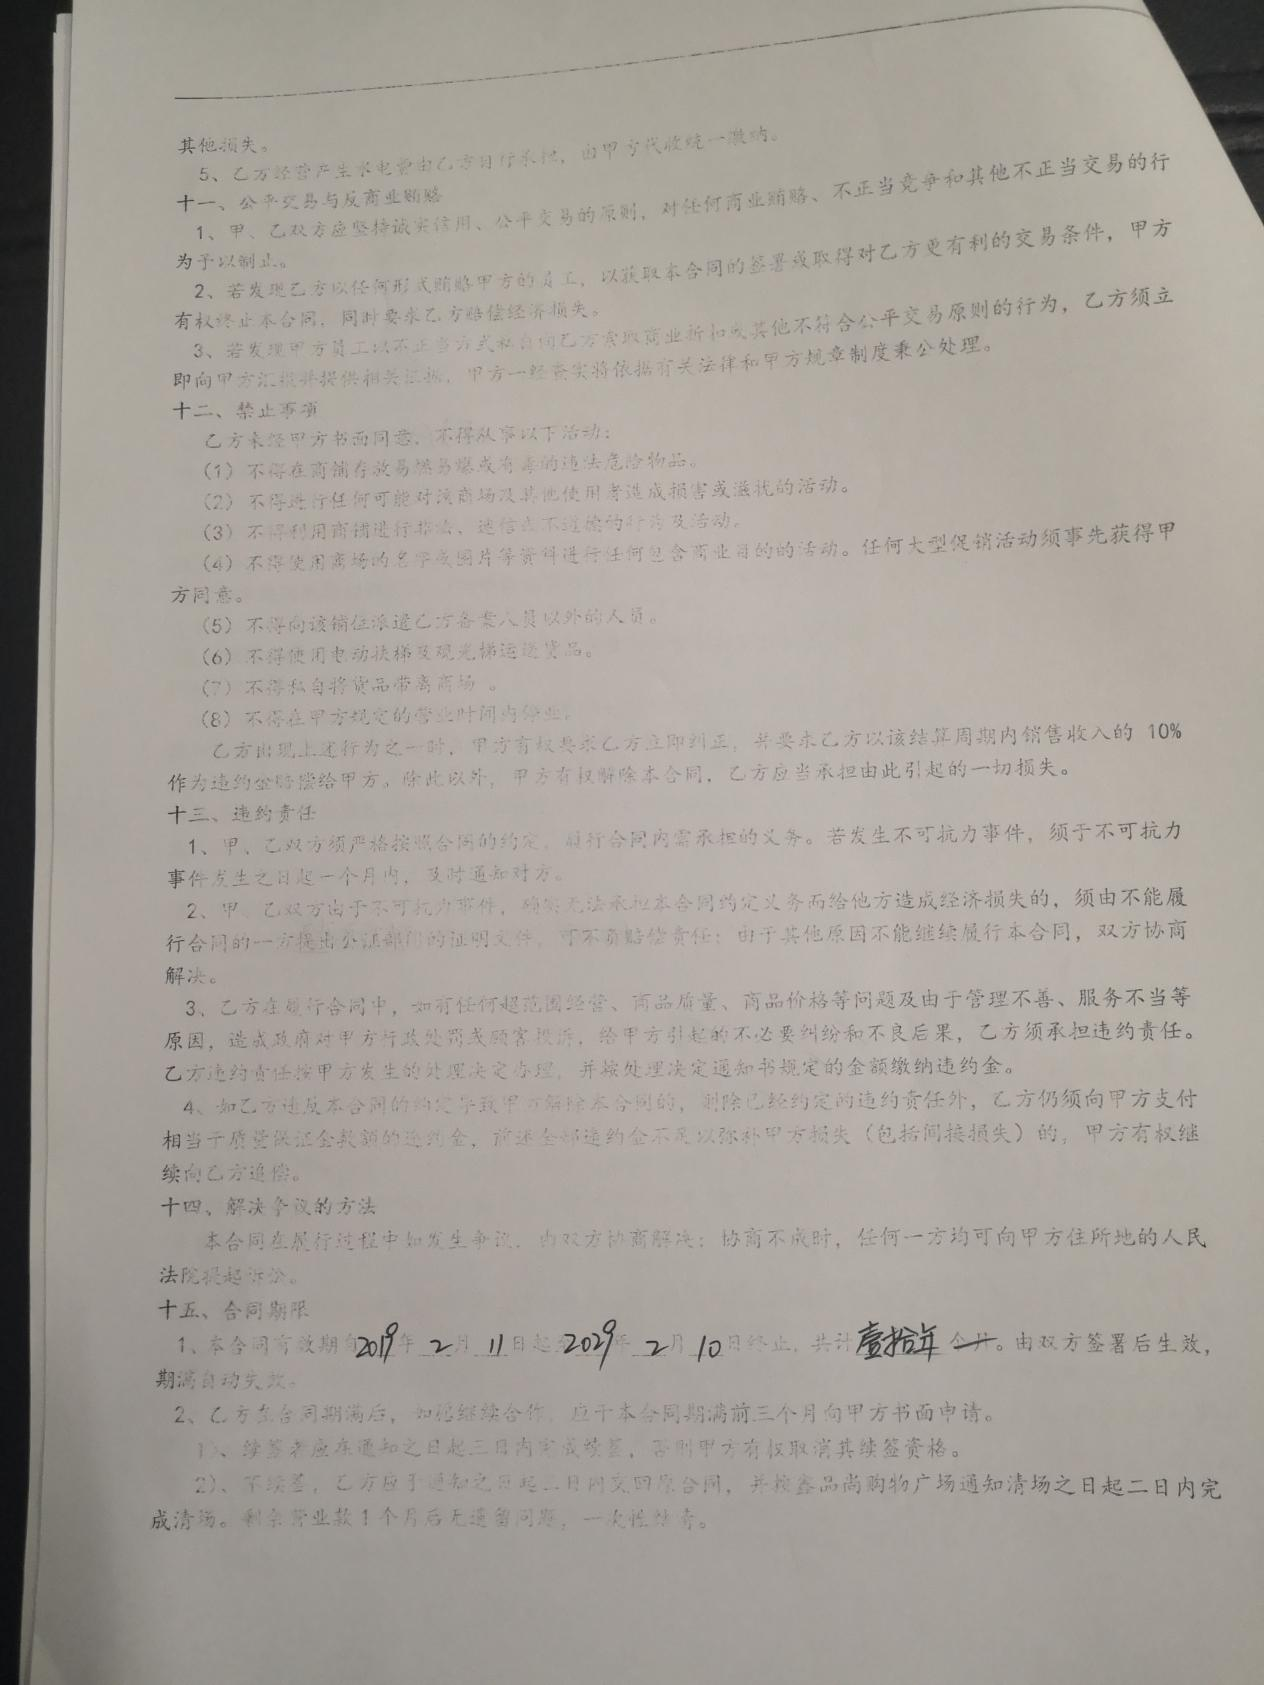 其他损失。
5、乙方经营产生水电费由乙方自行承担，由甲方代收统一缴纳。
十一、公平交易与反商业贿赂
1、甲、乙双方应坚持诚实信用、公平交易的原则，对任何商业贿赂、不正当竞争和其他不正当交易的行
为予以制止。
2、若发现乙方以任何形式贿赂甲方的员工，以获取本合同的签署或取得对乙方更有利的交易条件，甲方
有权终止本合同，同时要求乙方赔偿经济损失。
3、若发现甲方员工以不正当方式私自向乙方索取商业折扣或其他不符合公平交易原则的行为，乙方须立
即向甲方汇报并提供相关证据，甲方一经查实将依据有关法律和甲方规章制度秉公处理。
十二、禁止事项
乙方未经甲方书面同意，不得从事以下活动：
（1）不得在商铺存放易燃易爆或有毒的违法危险物品。
（2）不得进行任何可能对该商场及其他使用者造成损害或滋扰的活动。
（3）不得利用商铺进行非法、迷信或不道德的行为及活动。
（4）不得使用商场的名字或图片等资料进行任何包含商业目的的活动。任何大型促销活动须事先获得甲
方同意。
（5）不得向该铺位派遣乙方备案人员以外的人员。
（6）不得使用电动扶梯及观光梯运送货品。
（7）不得私自将货品带离商场 。
（8）不得在甲方规定的营业时间内停业。
乙方出现上述行为之一时，甲方有权要求乙方立即纠正，并要求乙方以该结算周期内销售收入的 10%
作为违约金赔偿给甲方。除此以外，甲方有权解除本合同，乙方应当承担由此引起的一切损失。
十三、违约责任
1、甲、乙双方须严格按照合同的约定，履行合同内需承担的义务。若发生不可抗力事件，须于不可抗力
事件发生之日起一个月内，及时通知对方。
2、甲、乙双方由于不可抗力事件，确实无法承担本合同约定义务而给他方造成经济损失的，须由不能履
行合同的一方提出公证部门的证明文件，可不负赔偿责任；由于其他原因不能继续履行本合同，双方协商
解决。
3、乙方在履行合同中，如有任何超范围经营、商品质量、商品价格等问题及由于管理不善、服务不当等
原因，造成政府对甲方行政处罚或顾客投诉，给甲方引起的不必要纠纷和不良后果，乙方须承担违约责任。
乙方违约责任按甲方发生的处理决定办理，并按处理决定通知书规定的金额缴纳违约金。
4、如乙方违反本合同的约定导致甲方解除本合同的，则除已经约定的违约责任外，乙方仍须向甲方支付
相当于质量保证金款额的违约金，前述全部违约金不足以弥补甲方损失（包括间接损失）的，甲方有权继
续向乙方追偿。
十四、解决争议的方法
本合同在履行过程中如发生争议，由双方协商解决；协商不成时，任何一方均可向甲方住所地的人民
法院提起诉讼。
十五、合同期限
1、本合同有效期自2019年 2月 11日起至2029年 2月 10日终止，共计壹拾年个月。由双方签署后生效，
期满自动失效。
2、乙方在合同期满后，如愿继续合作，应于本合同期满前三个月向甲方书面申请。
1）、续签者应在通知之日起三日内完成续签，否则甲方有权取消其续签资格。
2）、不续签，乙方应于通知之日起三日内交回原合同，并按鑫品尚购物广场通知清场之日起二日内完
成清场。剩余营业款1个月后无遗留问题，一次性结清。